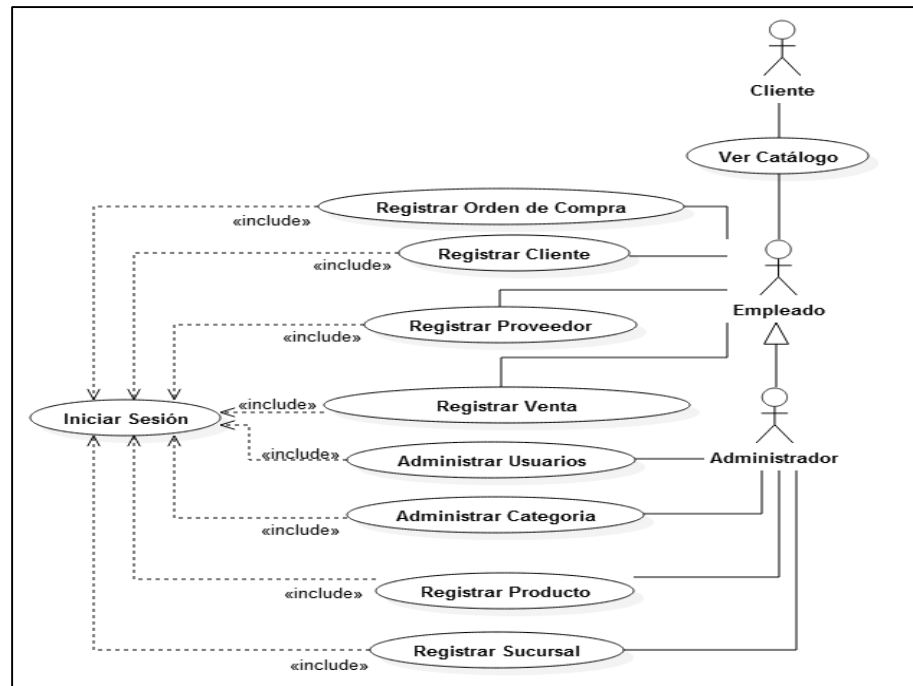 Cliente
Ver Catálogo
Registrar Orden de Compra
«include»
Registrar Cliente
«include»
Empleado
Registrar Proveedor
«include»
Registrar Venta
«include»
Iniciar Sesión
Administrar Usuarios
«include»
Administrador
Administrar Categoria
«include»
Registrar Producto
«include»
Registrar Sucursal
«include»